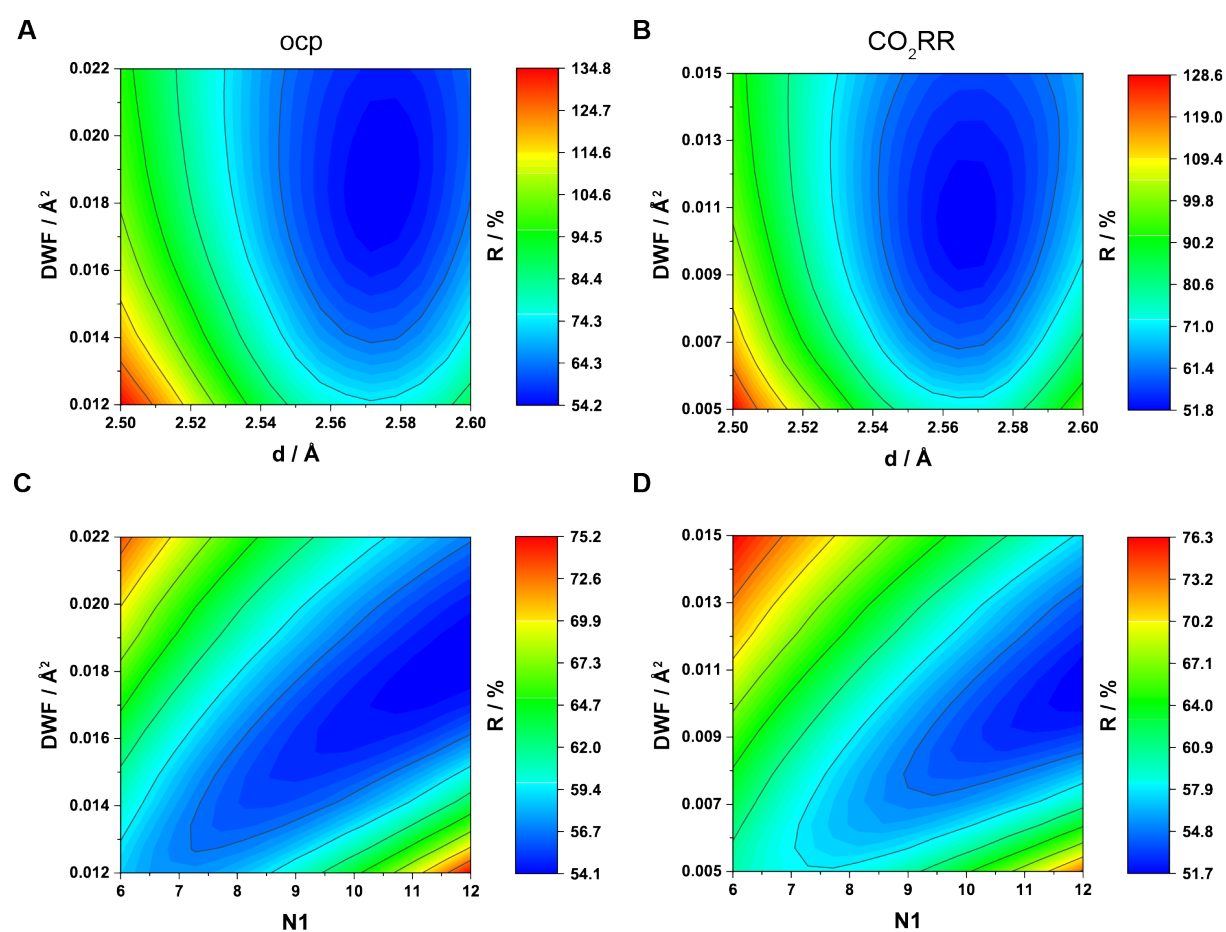 A
ocp
DWF / Å²
0.022
0.020
0.018
0.016
0.014
0.012
2.50 2.52 2.54 2.56 2.58 2.60
d / Å
R / %
134.8
124.7
114.6
104.6
94.5
84.4
74.3
64.3
54.2
B
CO₂RR
DWF / Å²
0.015
0.013
0.011
0.009
0.007
0.005
2.50 2.52 2.54 2.56 2.58 2.60
d / Å
R / %
128.6
119.0
109.4
99.8
90.2
80.6
71.0
61.4
51.8
C
DWF / Å²
0.022
0.020
0.018
0.016
0.014
0.012
6 7 8 9 10 11 12
N1
R / %
75.2
72.6
69.9
67.3
64.7
62.0
59.4
56.7
54.1
D
DWF / Å²
0.015
0.013
0.011
0.009
0.007
0.005
6 7 8 9 10 11 12
N1
R / %
76.3
73.2
70.2
67.1
64.0
60.9
57.9
54.8
51.7